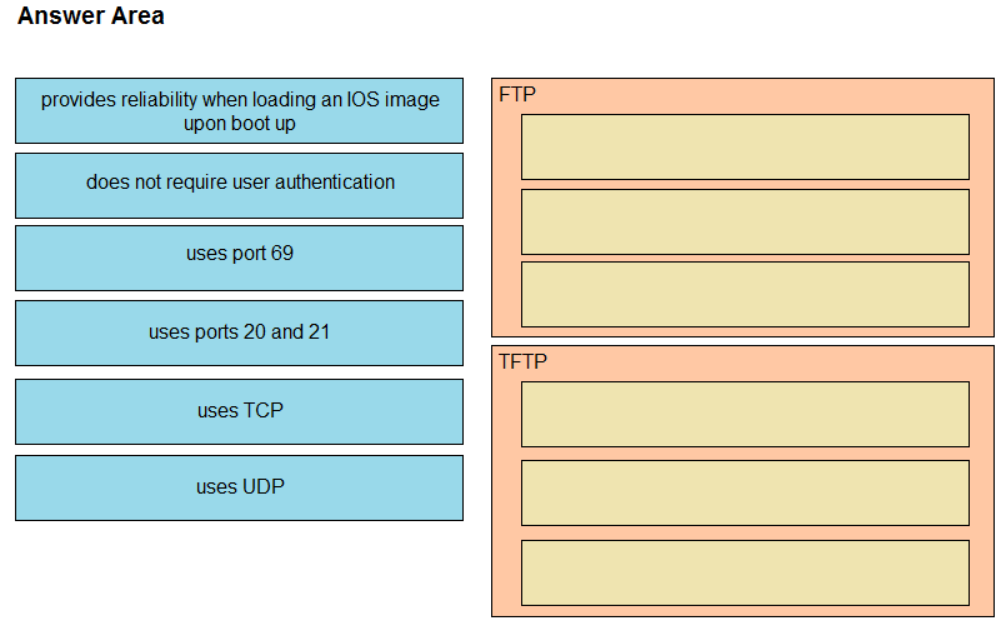 Answer Area
provides reliability when loading an IOS image
upon boot up
does not require user authentication
uses port 69
uses ports 20 and 21
uses TCP
uses UDP
FTP
TFTP